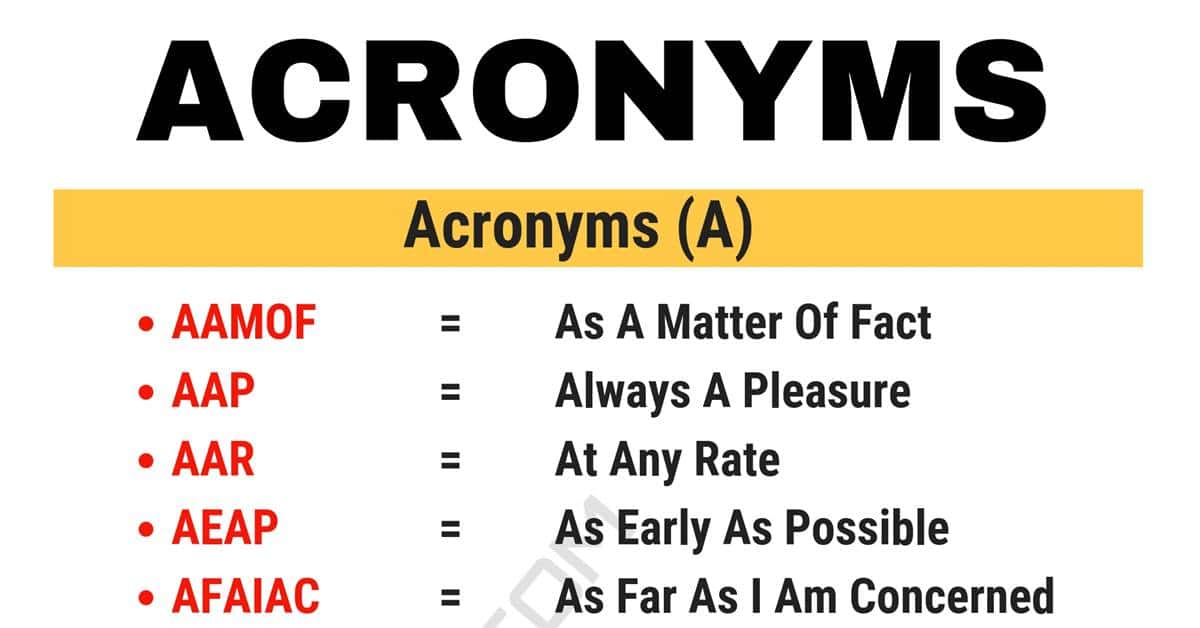 ACRONYMS
Acronyms (A)
• AAMOF = As A Matter Of Fact
• AAP = Always A Pleasure
• AAR = At Any Rate
• AEAP = As Early As Possible
• AFAIAC = As Far As I Am Concerned